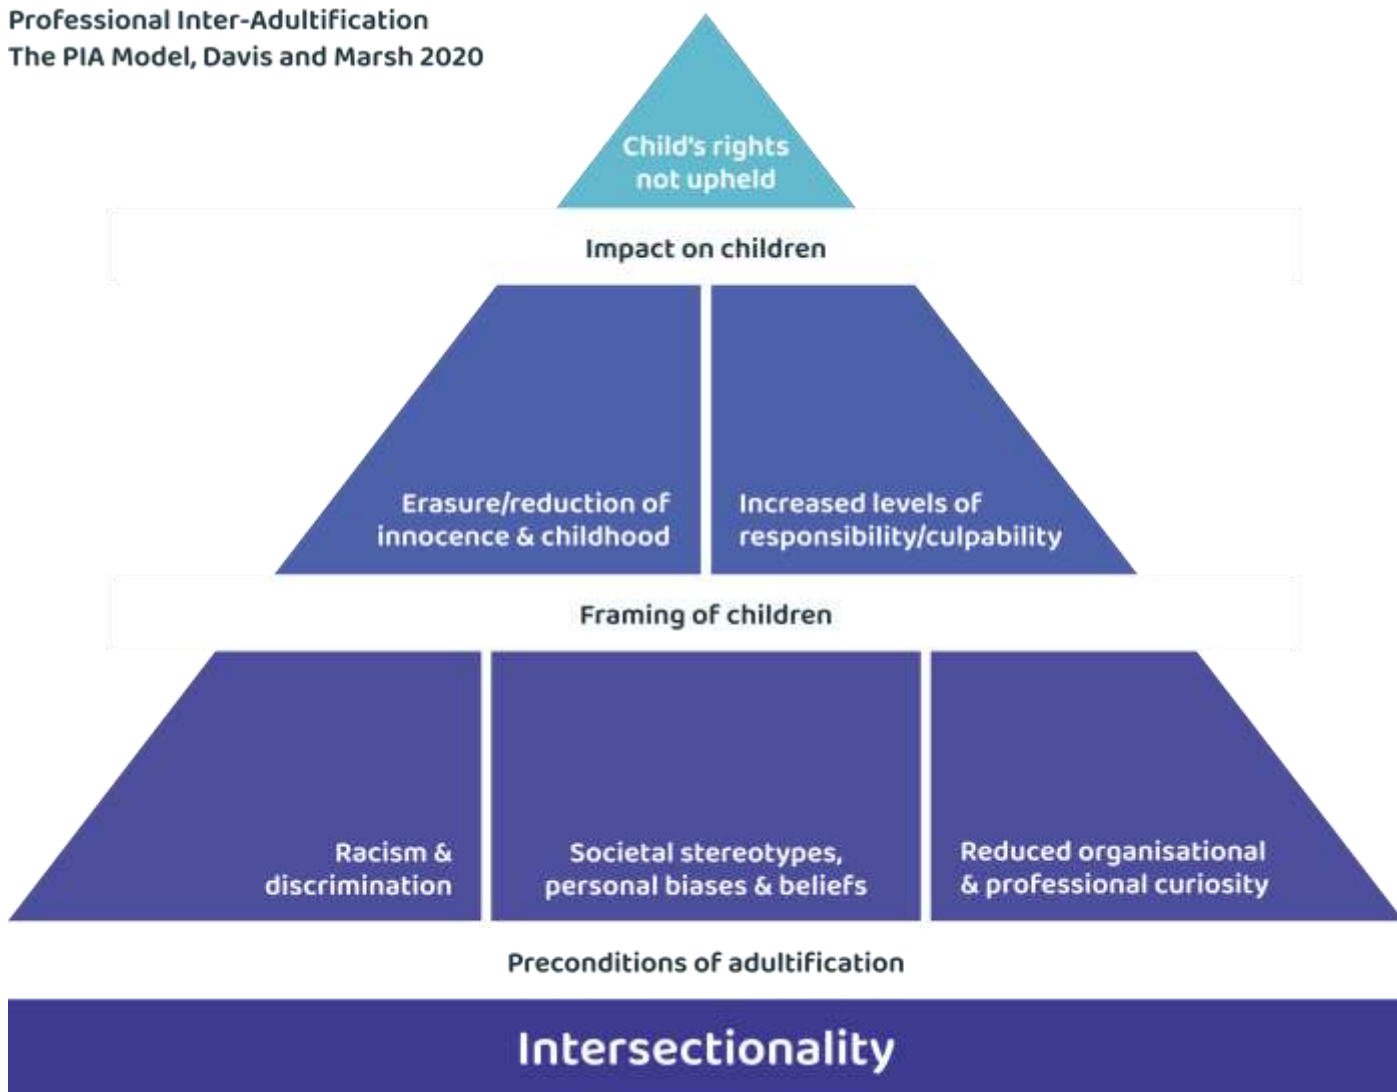 Professional Inter-Adultification
The PIA Model, Davis and Marsh 2020
Child's rights
not upheld
Impact on children
Erasure/reduction of
innocence & childhood
Increased levels of
responsibility/culpability
Framing of children
Racism &
discrimination
Societal stereotypes,
personal biases & beliefs
Reduced organisational
& professional curiosity
Preconditions of adultification
Intersectionality